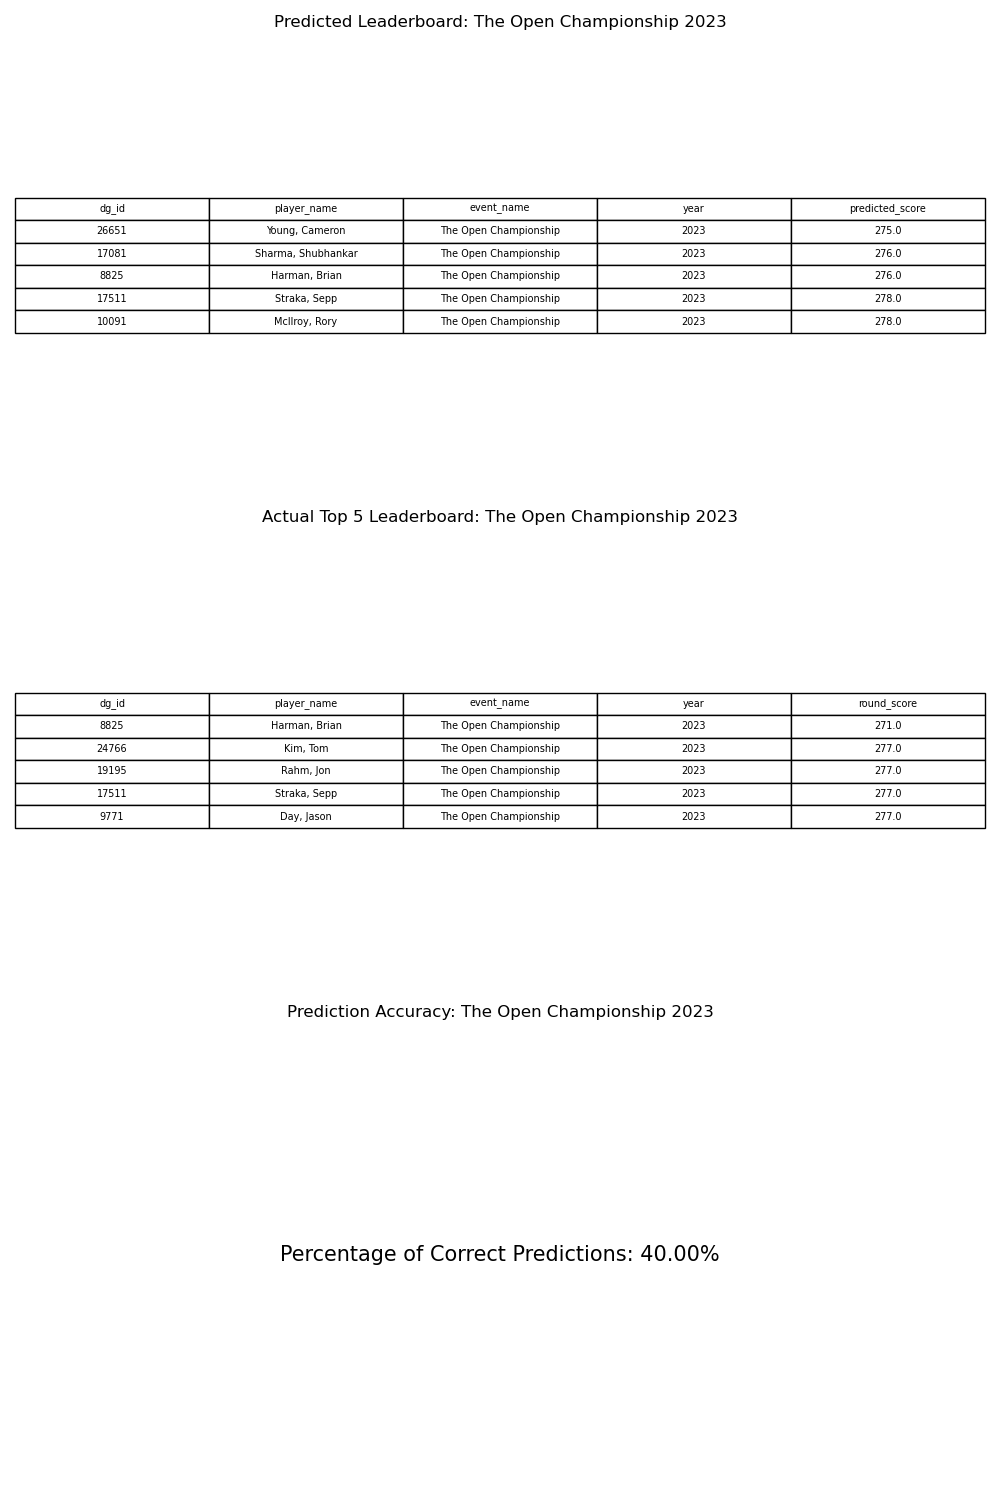 Predicted Leaderboard: The Open Championship 2023
dg_id player_name event_name year predicted_score
26651 Young, Cameron The Open Championship 2023 275.0
17081 Sharma, Shubhankar The Open Championship 2023 276.0
8825 Harman, Brian The Open Championship 2023 276.0
17511 Straka, Sepp The Open Championship 2023 278.0
10091 McIlroy, Rory The Open Championship 2023 278.0
Actual Top 5 Leaderboard: The Open Championship 2023
dg_id player_name event_name year round_score
8825 Harman, Brian The Open Championship 2023 271.0
24766 Kim, Tom The Open Championship 2023 277.0
19195 Rahm, Jon The Open Championship 2023 277.0
17511 Straka, Sepp The Open Championship 2023 277.0
9771 Day, Jason The Open Championship 2023 277.0
Prediction Accuracy: The Open Championship 2023
Percentage of Correct Predictions: 40.00%